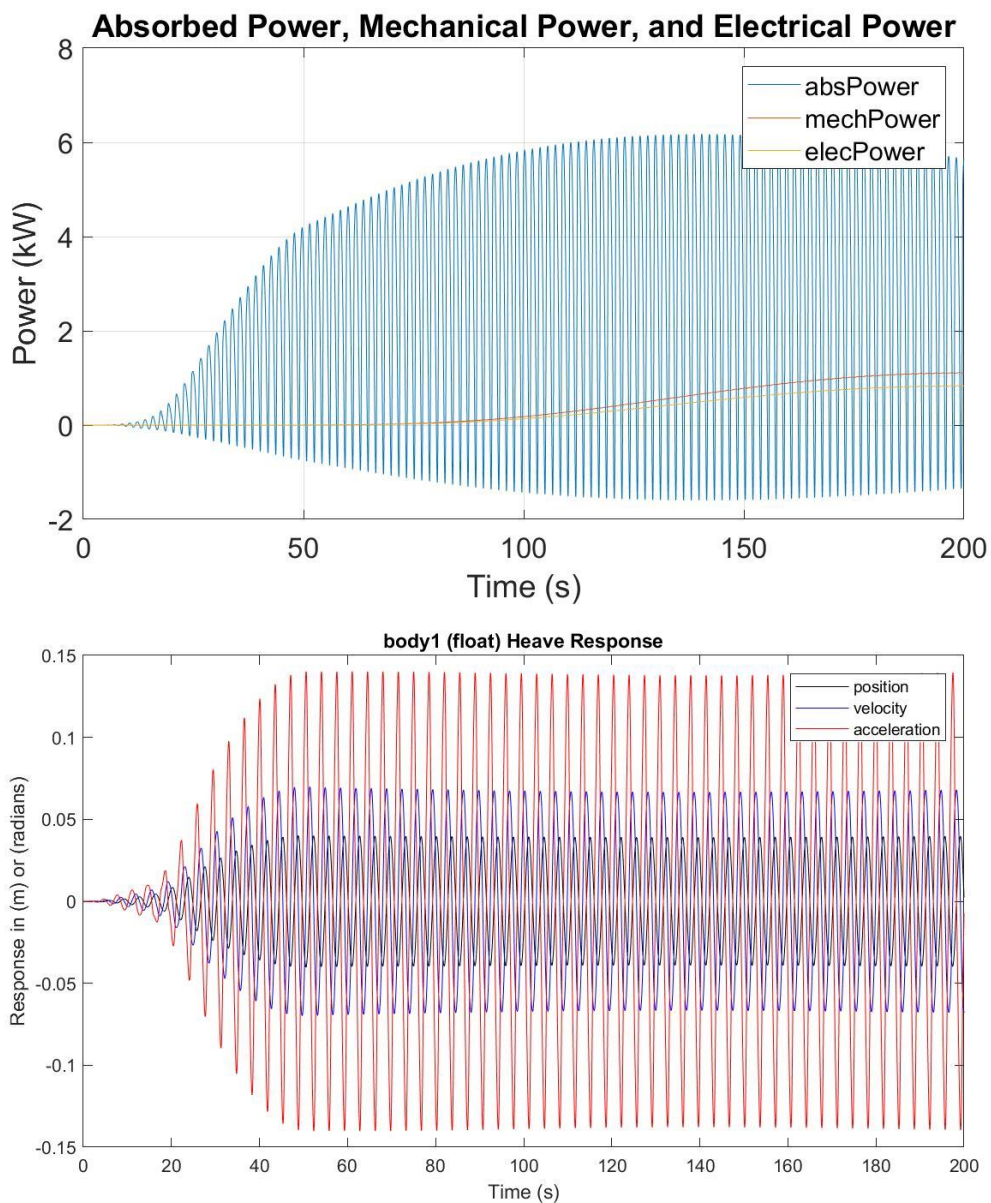 Absorbed Power, Mechanical Power, and Electrical Power
8
6
4
2
0
-2
Power (kW)
absPower
mechPower
elecPower
0 50 100 150 200
Time (s)
body1 (float) Heave Response
0.15
0.1
0.05
0
-0.05
-0.1
-0.15
Response in (m) or (radians)
position
velocity
acceleration
0 20 40 60 80 100 120 140 160 180 200
Time (s)